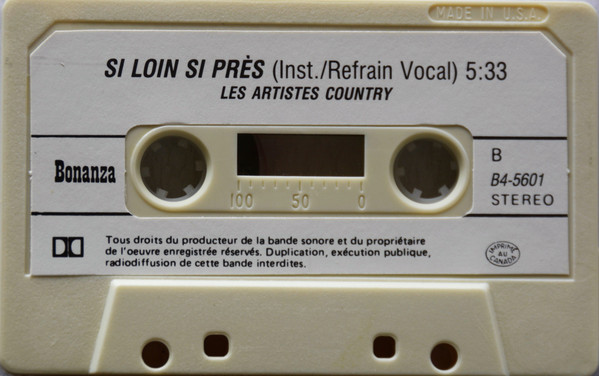 MADE IN U.S.A.
SI LOIN SI PRÈS (Inst./Refrain Vocal) 5:33
LES ARTISTES COUNTRY
Bonanza
B
B4-5601
STEREO
100 50 0
Tous droits du producteur de la bande sonore et du propriétaire
de l'oeuvre enregistrée réservés. Duplication, exécution publique,
radiodiffusion de cette bande interdites.
IMPRIMÉ
AU
CANADA